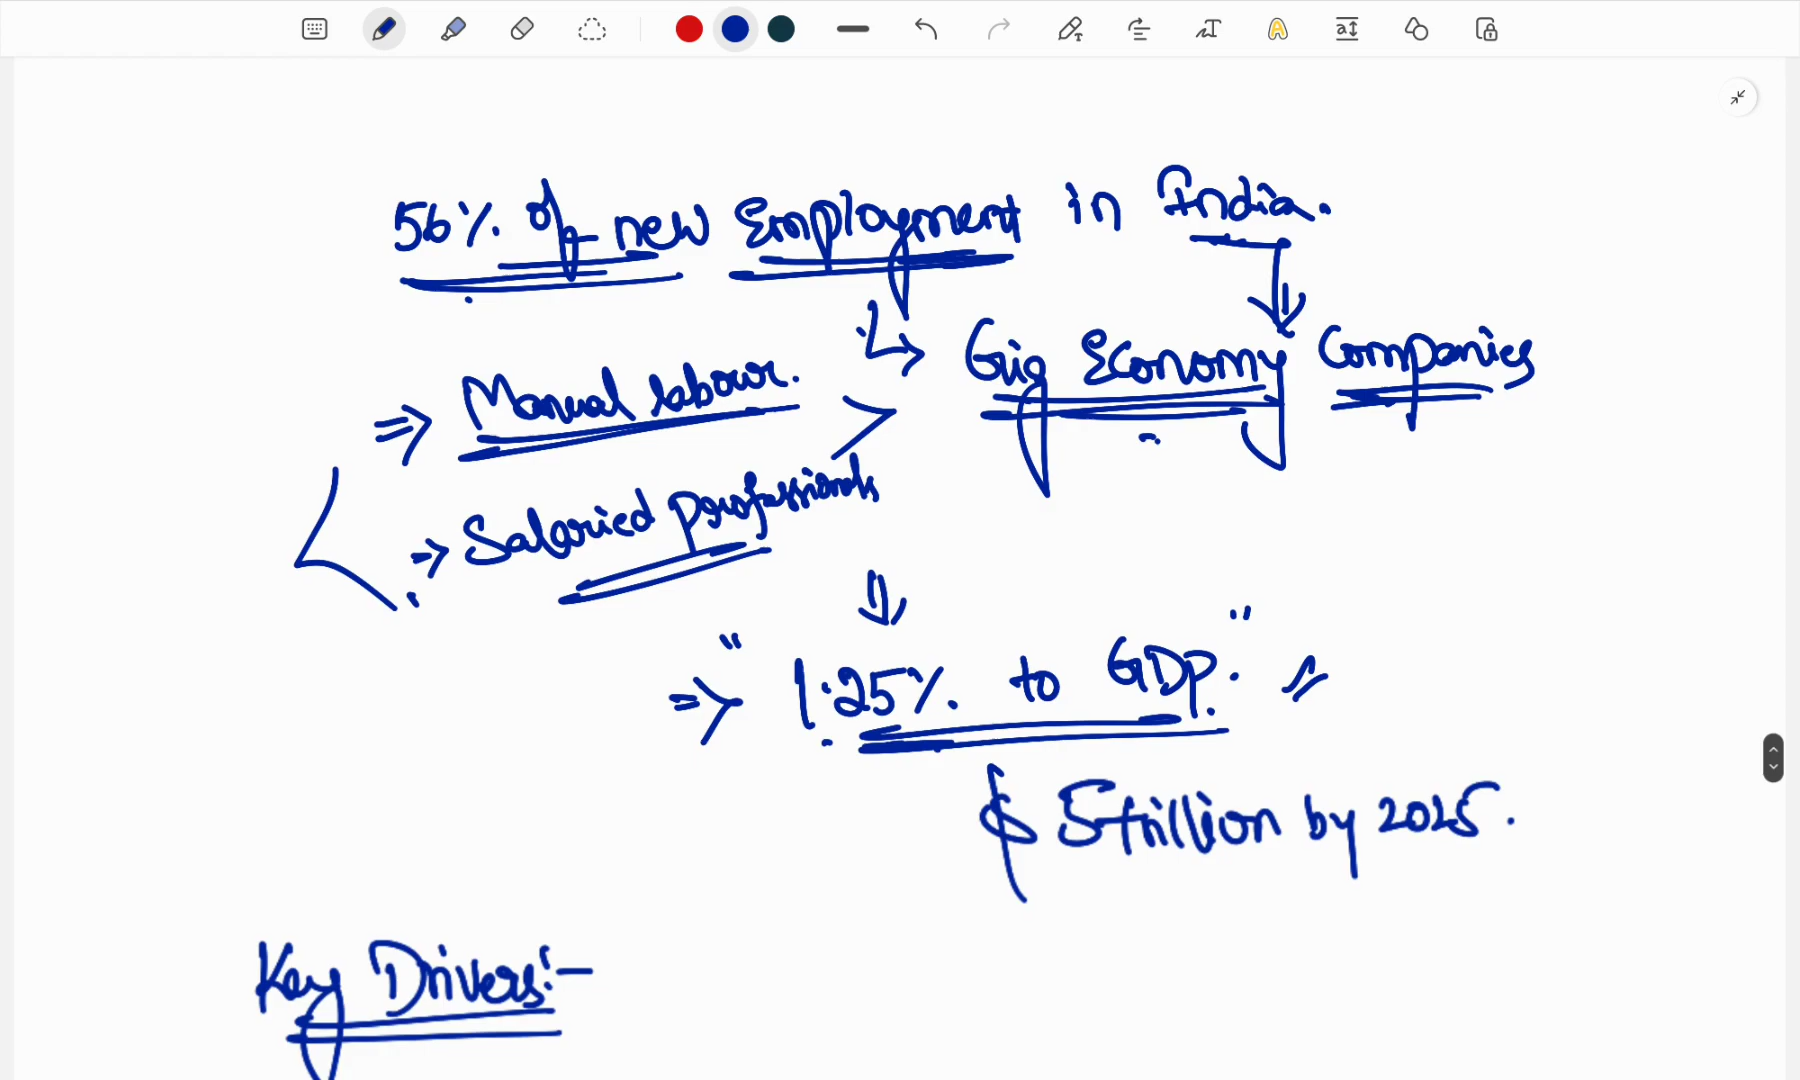 56% of new Employment in India.
↳ Gig Economy Companies
⇒ Manual labour.
⇒ Salaried professionals
⇒ " 1.25% to GDP. "
$ 5 trillion by 2025.
Key Drivers:-